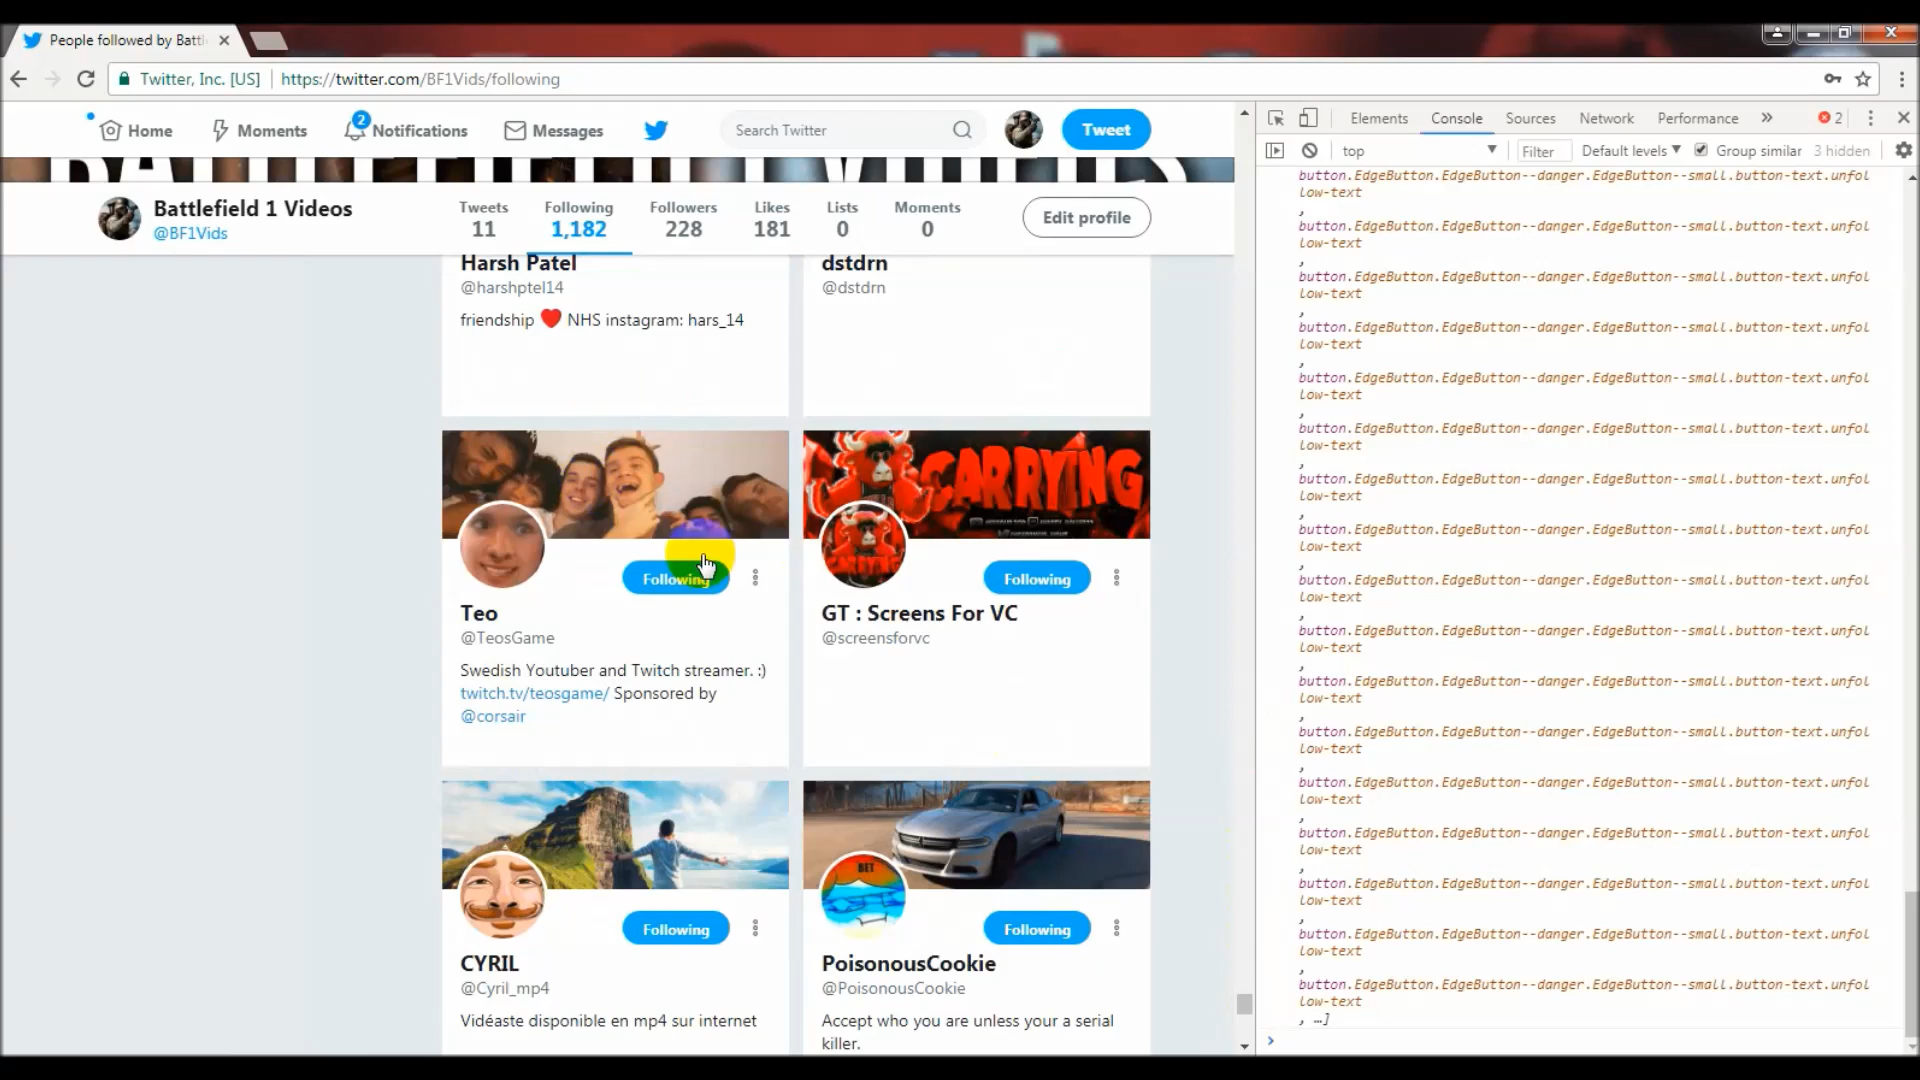 People followed by Battl
Twitter, Inc. [US]
https://twitter.com/BF1Vids/following
Home
Moments
2
Notifications
Messages
Search Twitter
Tweet
Battlefield 1 Videos
@BF1Vids
Tweets
11
Following
1,182
Followers
228
Likes
181
Lists
0
Moments
0
Edit profile
Harsh Patel
@harshptel14
friendship ❤ NHS instagram: hars_14
dstdrn
@dstdrn
Following
Teo
@TeosGame
Swedish Youtuber and Twitch streamer. :)
twitch.tv/teosgame/ Sponsored by
@corsair
CARRYING
Following
GT : Screens For VC
@screensforvc
Following
CYRIL
@Cyril_mp4
Vidéaste disponible en mp4 sur internet
BET
Following
PoisonousCookie
@PoisonousCookie
Accept who you are unless your a serial
killer.
Elements
Console
Sources
Network
Performance
»
2
top
Filter
Default levels
Group similar
3 hidden
button.EdgeButton.EdgeButton--danger.EdgeButton--small.button-text.unfol
low-text
,
button.EdgeButton.EdgeButton--danger.EdgeButton--small.button-text.unfol
low-text
,
button.EdgeButton.EdgeButton--danger.EdgeButton--small.button-text.unfol
low-text
,
button.EdgeButton.EdgeButton--danger.EdgeButton--small.button-text.unfol
low-text
,
button.EdgeButton.EdgeButton--danger.EdgeButton--small.button-text.unfol
low-text
,
button.EdgeButton.EdgeButton--danger.EdgeButton--small.button-text.unfol
low-text
,
button.EdgeButton.EdgeButton--danger.EdgeButton--small.button-text.unfol
low-text
,
button.EdgeButton.EdgeButton--danger.EdgeButton--small.button-text.unfol
low-text
,
button.EdgeButton.EdgeButton--danger.EdgeButton--small.button-text.unfol
low-text
,
button.EdgeButton.EdgeButton--danger.EdgeButton--small.button-text.unfol
low-text
,
button.EdgeButton.EdgeButton--danger.EdgeButton--small.button-text.unfol
low-text
,
button.EdgeButton.EdgeButton--danger.EdgeButton--small.button-text.unfol
low-text
,
button.EdgeButton.EdgeButton--danger.EdgeButton--small.button-text.unfol
low-text
,
button.EdgeButton.EdgeButton--danger.EdgeButton--small.button-text.unfol
low-text
,
button.EdgeButton.EdgeButton--danger.EdgeButton--small.button-text.unfol
low-text
,
button.EdgeButton.EdgeButton--danger.EdgeButton--small.button-text.unfol
low-text
,
button.EdgeButton.EdgeButton--danger.EdgeButton--small.button-text.unfol
low-text
, …]